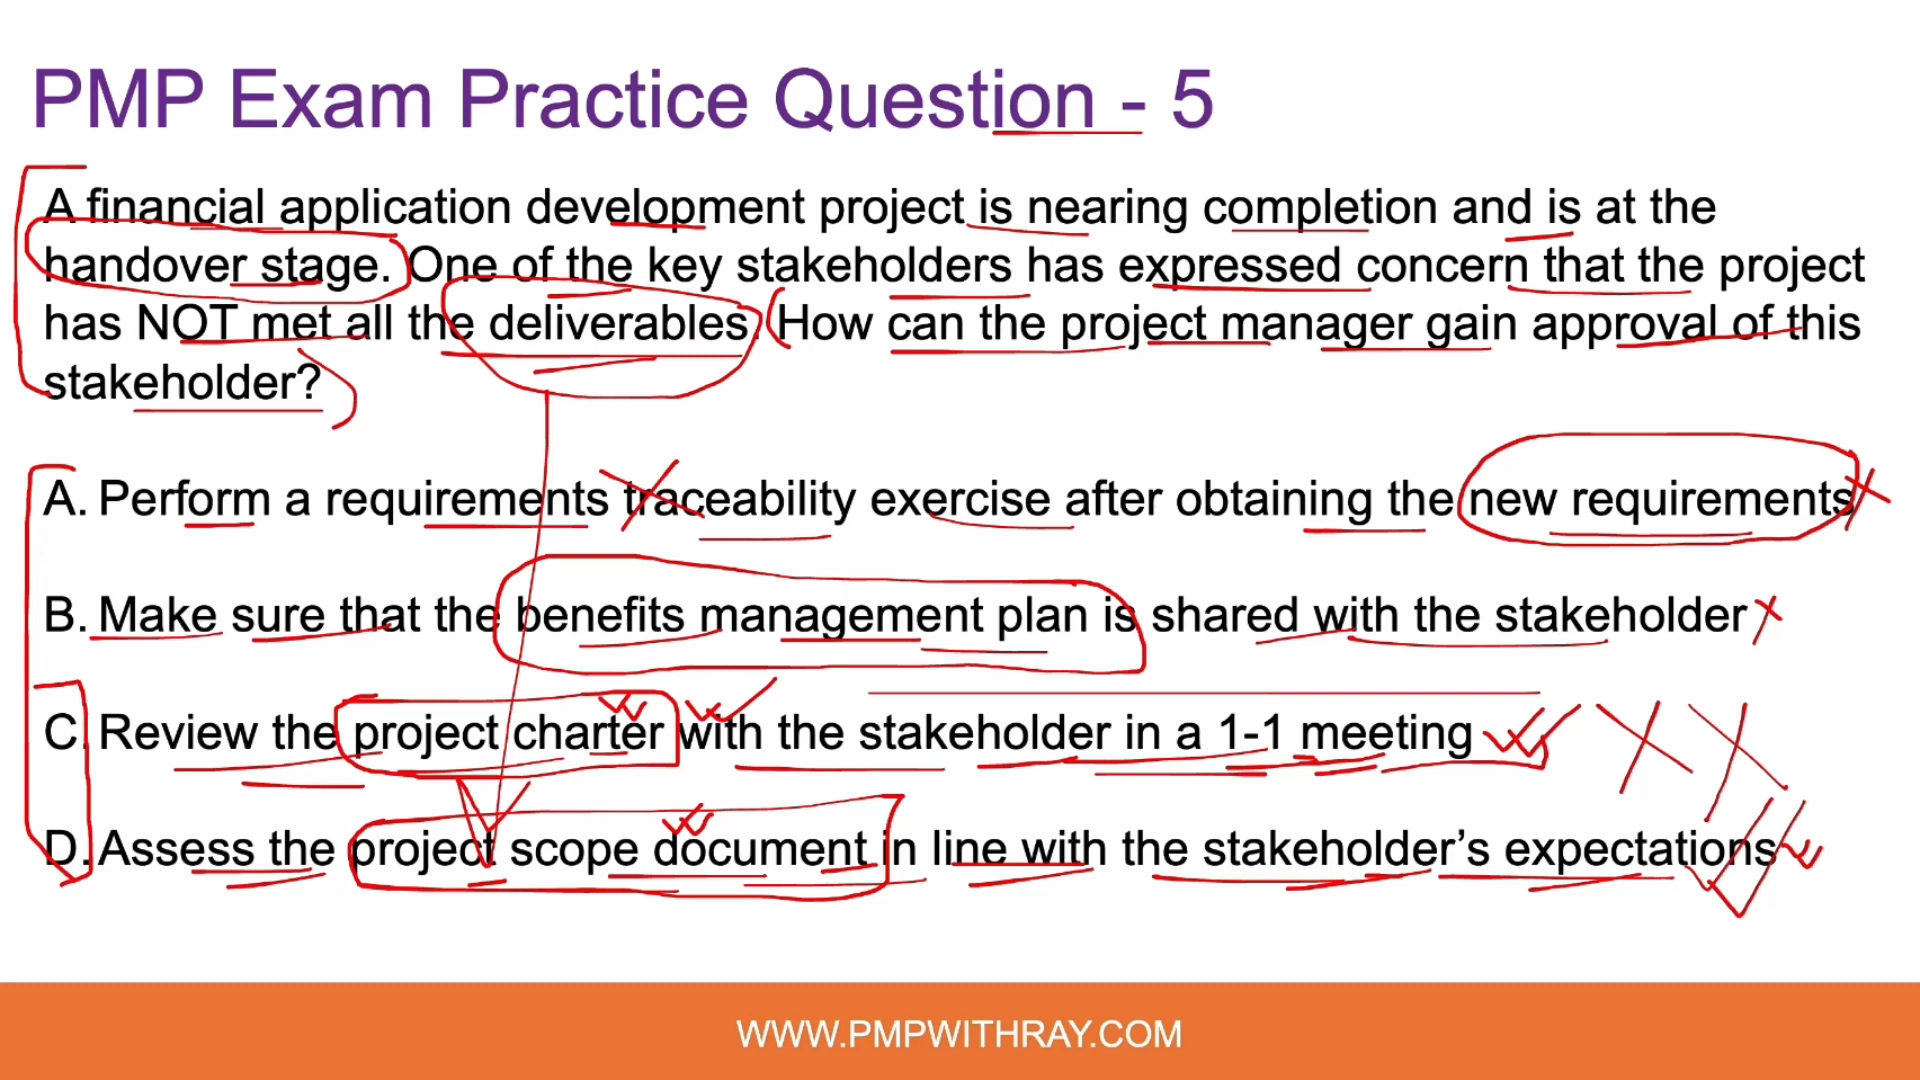 PMP Exam Practice Question - 5
A financial application development project is nearing completion and is at the
handover stage. One of the key stakeholders has expressed concern that the project
has NOT met all the deliverables. How can the project manager gain approval of this
stakeholder?
A. Perform a requirements traceability exercise after obtaining the new requirements
B. Make sure that the benefits management plan is shared with the stakeholder
C. Review the project charter with the stakeholder in a 1-1 meeting
D. Assess the project scope document in line with the stakeholder’s expectations
WWW.PMPWITHRAY.COM